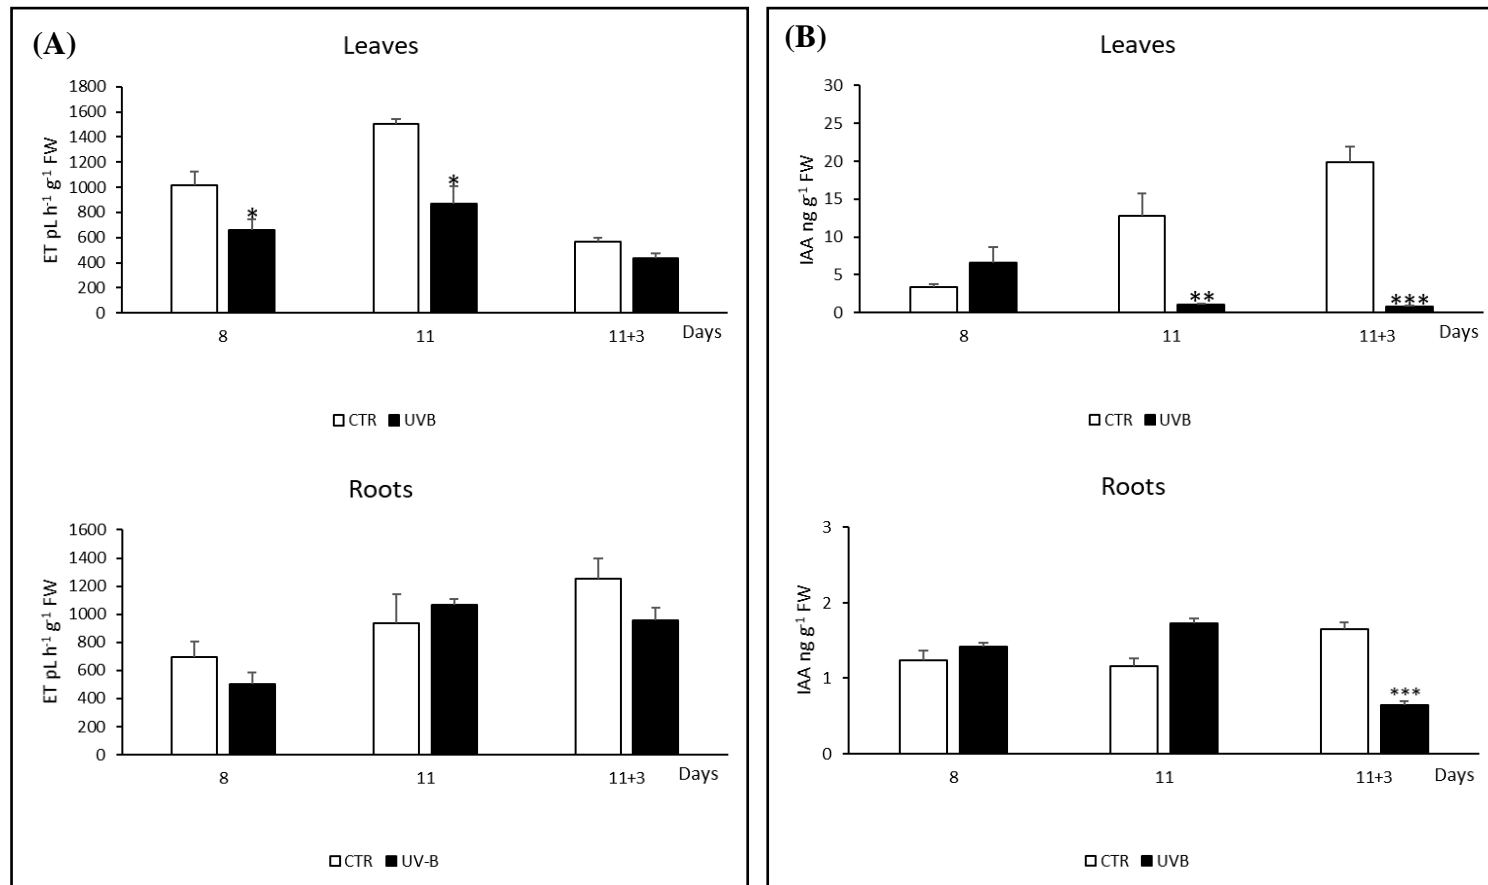 (A)
Leaves
ET pL h⁻¹ g⁻¹ FW
1800
1600
1400
1200
1000
800
600
400
200
0
*
*
8
11
11+3
Days
CTR
UVB
Roots
ET pL h⁻¹ g⁻¹ FW
1600
1400
1200
1000
800
600
400
200
0
8
11
11+3
Days
CTR
UV-B
(B)
Leaves
IAA ng g⁻¹ FW
30
25
20
15
10
5
0
**
***
8
11
11+3
Days
CTR
UVB
Roots
IAA ng g⁻¹ FW
3
2
1
0
***
8
11
11+3
Days
CTR
UVB